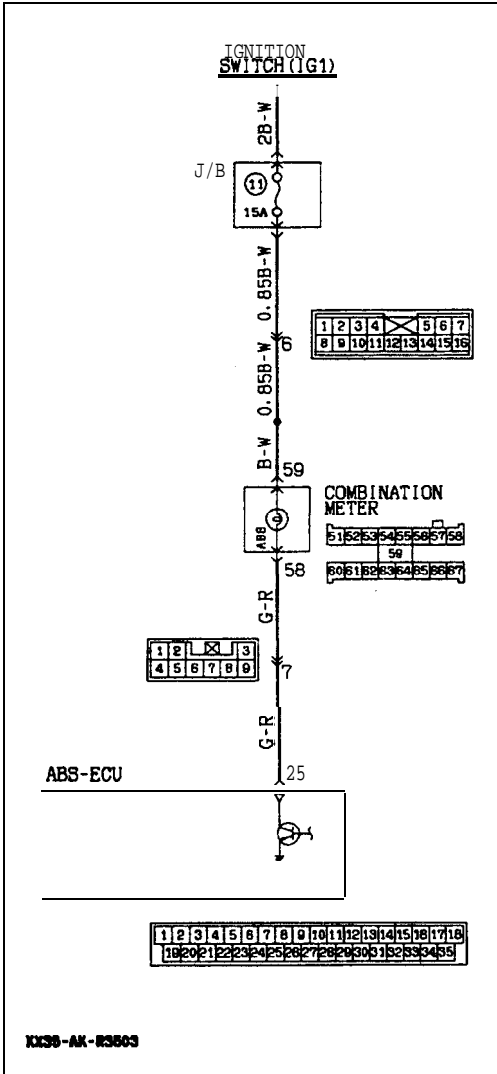 IGNITION
SWITCH(IG1)
2B-W
J/B
11
15A
0.85B-W
6
1 2 3 4 5 6 7
8 9 10 11 12 13 14 15 16
0.85B-W
B-W
59
COMBINATION
METER
ABS
51 52 53 54 55 56 57 58
59
60 61 62 63 64 65 66 67
58
G-R
1 2 3
4 5 6 7 8 9
7
G-R
ABS-ECU
25
1 2 3 4 5 6 7 8 9 10 11 12 13 14 15 16 17 18
19 20 21 22 23 24 25 26 27 28 29 30 31 32 33 34 35